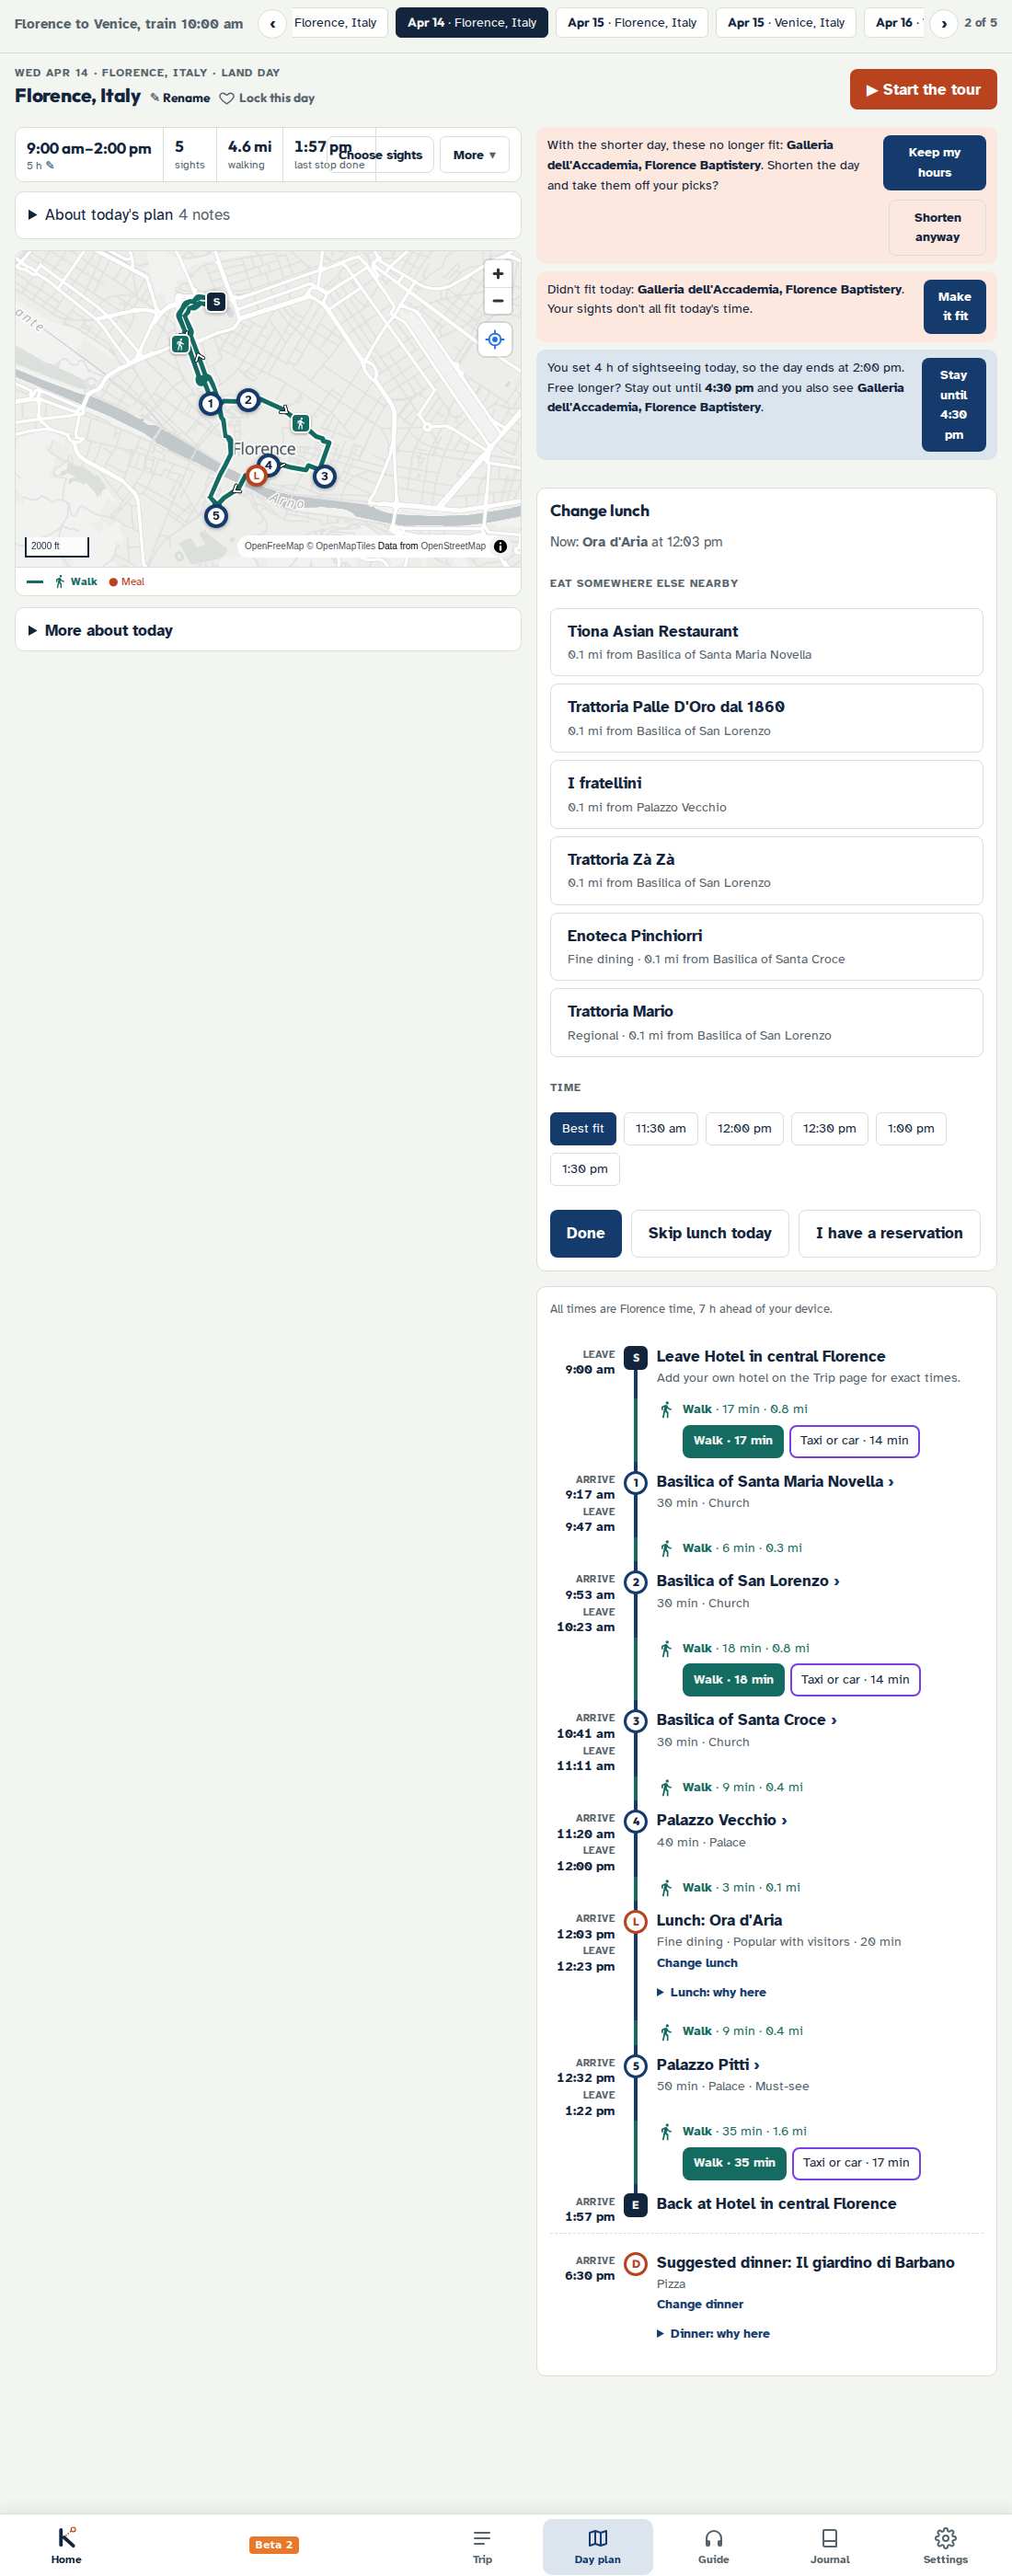 Florence to Venice, train 10:00 am
‹
Florence, Italy
Apr 14 · Florence, Italy
Apr 15 · Florence, Italy
Apr 15 · Venice, Italy
Apr 16 ·
›
2 of 5
WED APR 14 · FLORENCE, ITALY · LAND DAY
Florence, Italy ✎ Rename Lock this day
▶ Start the tour
9:00 am–2:00 pm
5 h ✎
5
sights
4.6 mi
walking
1:57 pm
last stop done
Choose sights
More ▼
▶ About today's plan 4 notes
S
1
2
3
4
L
5
Florence
Arno
ante
+
−
2000 ft
OpenFreeMap © OpenMapTiles Data from OpenStreetMap
Walk
Meal
▶ More about today
With the shorter day, these no longer fit: Galleria
dell'Accademia, Florence Baptistery. Shorten the day
and take them off your picks?
Keep my
hours
Shorten
anyway
Didn't fit today: Galleria dell'Accademia, Florence Baptistery.
Your sights don't all fit today's time.
Make
it fit
You set 4 h of sightseeing today, so the day ends at 2:00 pm.
Free longer? Stay out until 4:30 pm and you also see Galleria
dell'Accademia, Florence Baptistery.
Stay
until
4:30
pm
Change lunch
Now: Ora d'Aria at 12:03 pm
EAT SOMEWHERE ELSE NEARBY
Tiona Asian Restaurant
0.1 mi from Basilica of Santa Maria Novella
Trattoria Palle D'Oro dal 1860
0.1 mi from Basilica of San Lorenzo
I fratellini
0.1 mi from Palazzo Vecchio
Trattoria Zà Zà
0.1 mi from Basilica of San Lorenzo
Enoteca Pinchiorri
Fine dining · 0.1 mi from Basilica of Santa Croce
Trattoria Mario
Regional · 0.1 mi from Basilica of San Lorenzo
TIME
Best fit
11:30 am
12:00 pm
12:30 pm
1:00 pm
1:30 pm
Done
Skip lunch today
I have a reservation
All times are Florence time, 7 h ahead of your device.
LEAVE
9:00 am
S
Leave Hotel in central Florence
Add your own hotel on the Trip page for exact times.
Walk · 17 min · 0.8 mi
Walk · 17 min
Taxi or car · 14 min
ARRIVE
9:17 am
LEAVE
9:47 am
1
Basilica of Santa Maria Novella ›
30 min · Church
Walk · 6 min · 0.3 mi
ARRIVE
9:53 am
LEAVE
10:23 am
2
Basilica of San Lorenzo ›
30 min · Church
Walk · 18 min · 0.8 mi
Walk · 18 min
Taxi or car · 14 min
ARRIVE
10:41 am
LEAVE
11:11 am
3
Basilica of Santa Croce ›
30 min · Church
Walk · 9 min · 0.4 mi
ARRIVE
11:20 am
LEAVE
12:00 pm
4
Palazzo Vecchio ›
40 min · Palace
Walk · 3 min · 0.1 mi
ARRIVE
12:03 pm
LEAVE
12:23 pm
L
Lunch: Ora d'Aria
Fine dining · Popular with visitors · 20 min
Change lunch
▶ Lunch: why here
Walk · 9 min · 0.4 mi
ARRIVE
12:32 pm
LEAVE
1:22 pm
5
Palazzo Pitti ›
50 min · Palace · Must-see
Walk · 35 min · 1.6 mi
Walk · 35 min
Taxi or car · 17 min
ARRIVE
1:57 pm
E
Back at Hotel in central Florence
ARRIVE
6:30 pm
D
Suggested dinner: Il giardino di Barbano
Pizza
Change dinner
▶ Dinner: why here
Home
Beta 2
Trip
Day plan
Guide
Journal
Settings